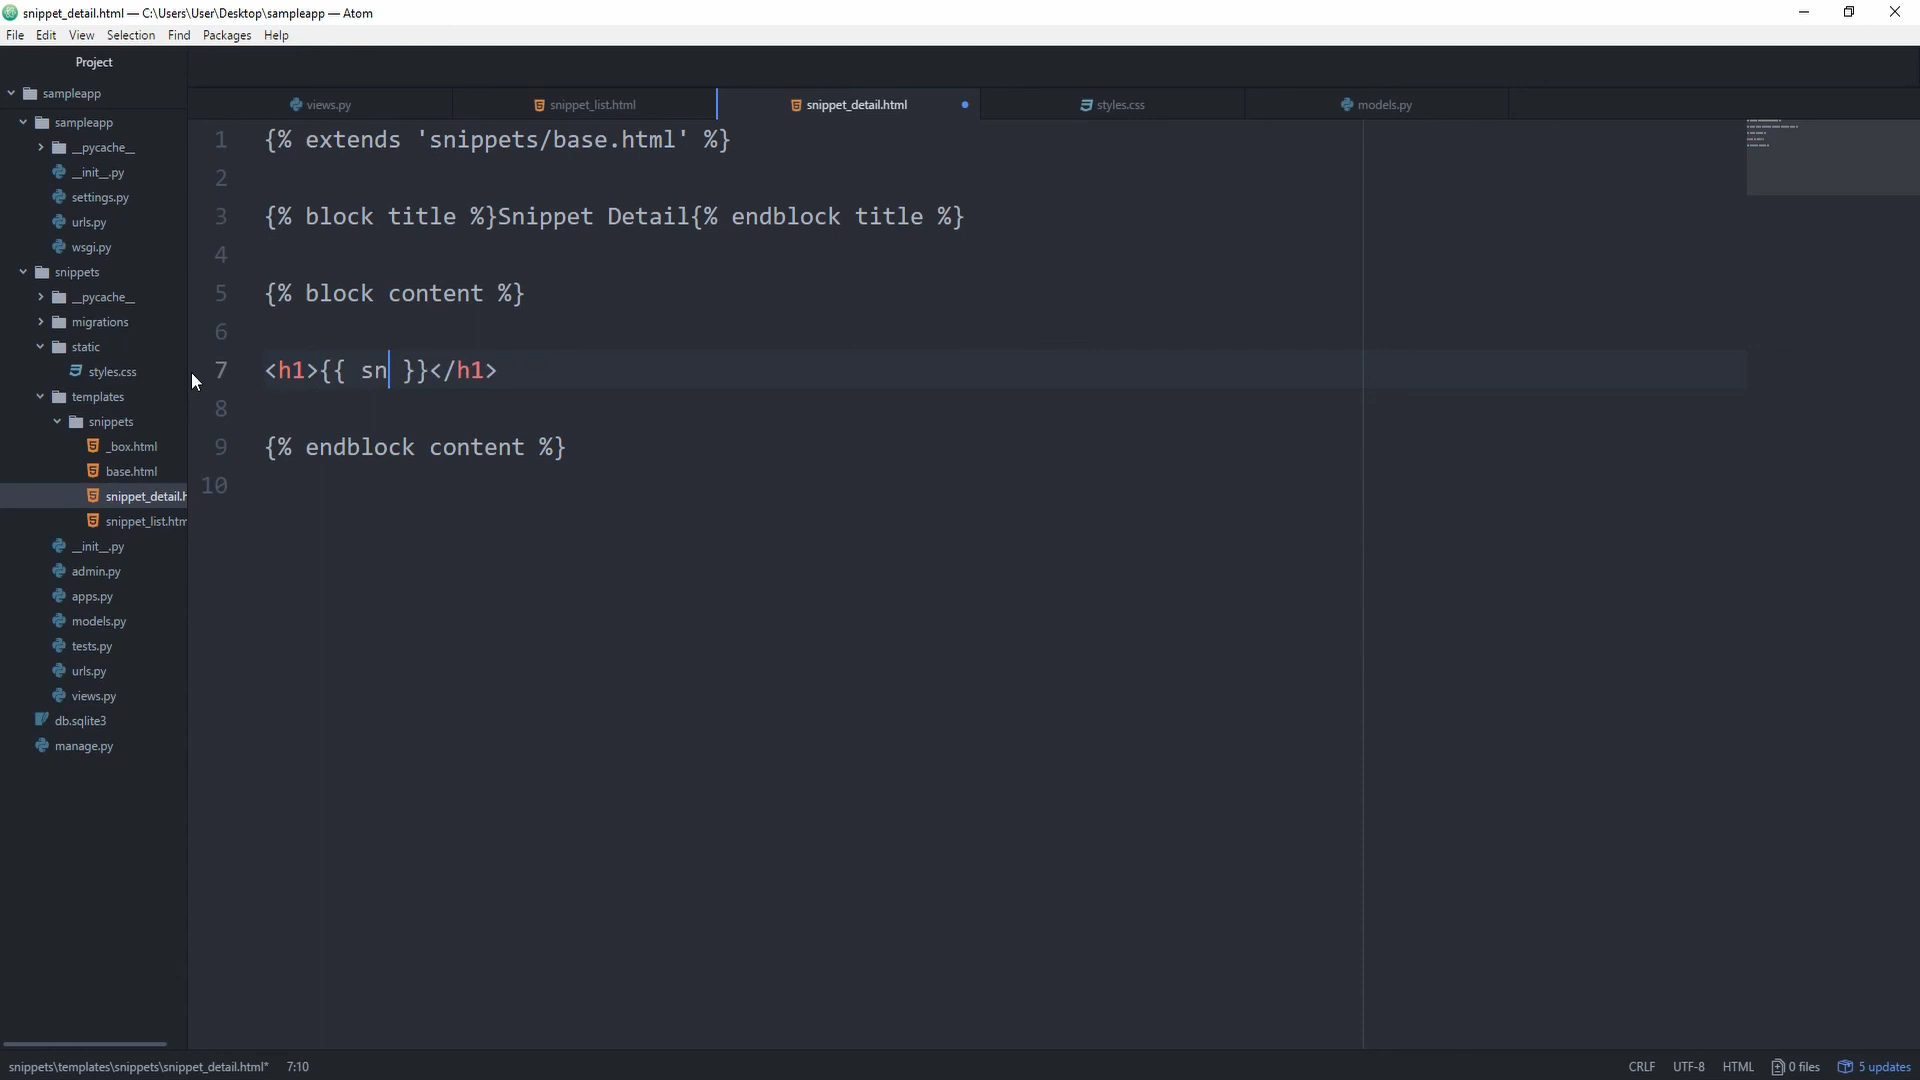 snippet_detail.html — C:\Users\User\Desktop\sampleapp — Atom
File Edit View Selection Find Packages Help
Project
sampleapp
sampleapp
__pycache__
__init__.py
settings.py
urls.py
wsgi.py
snippets
__pycache__
migrations
static
styles.css
templates
snippets
_box.html
base.html
snippet_detail.h
snippet_list.htm
__init__.py
admin.py
apps.py
models.py
tests.py
urls.py
views.py
db.sqlite3
manage.py
views.py snippet_list.html snippet_detail.html styles.css models.py
1 {% extends 'snippets/base.html' %}
2
3 {% block title %}Snippet Detail{% endblock title %}
4
5 {% block content %}
6
7 <h1>{{ sn }}</h1>
8
9 {% endblock content %}
10
snippets\templates\snippets\snippet_detail.html* 7:10 CRLF UTF-8 HTML 0 files 5 updates